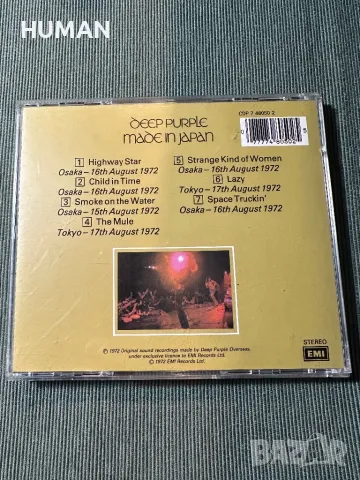 HUMAN
CDP 7 48050 2
DEEP PURPLE
MADE IN JAPAN
1 Highway Star
Osaka – 16th August 1972
2 Child in Time
Osaka – 16th August 1972
3 Smoke on the Water
Osaka – 15th August 1972
4 The Mule
Tokyo – 17th August 1972
5 Strange Kind of Women
Osaka – 16th August 1972
6 Lazy
Tokyo – 17th August 1972
7 Space Truckin'
Osaka – 16th August 1972
℗ 1972 Original sound recordings made by Deep Purple Overseas,
under exclusive licence to EMI Records Ltd.
© 1972 EMI Records Ltd.
STEREO
EMI
BAZAR